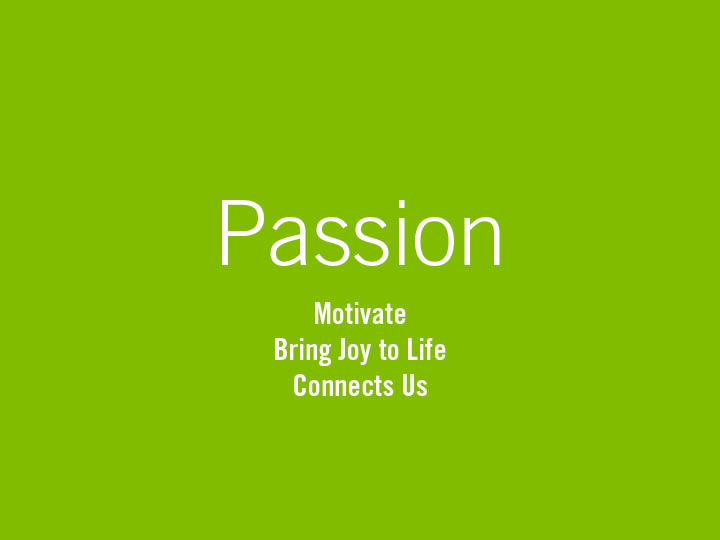 Passion
Motivate
Bring Joy to Life
Connects Us